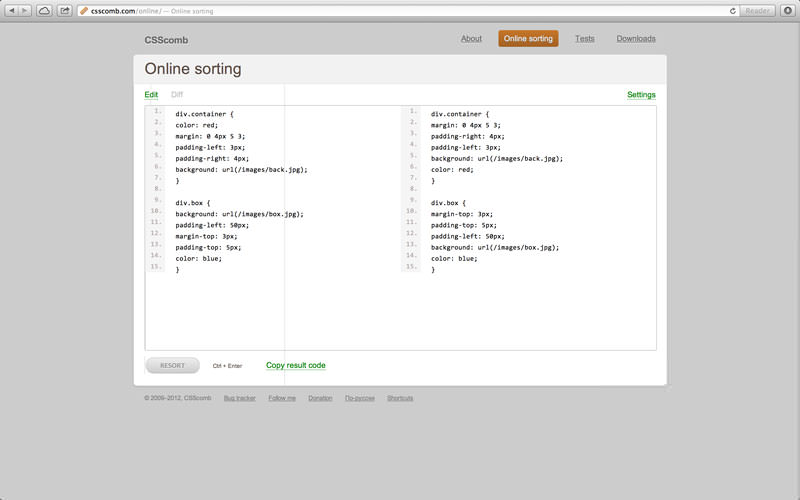 csscomb.com/online/ — Online sorting
Reader
CSScomb
About
Online sorting
Tests
Downloads
Online sorting
Edit
Diff
Settings
1. div.container {
2. color: red;
3. margin: 0 4px 5 3;
4. padding-left: 3px;
5. padding-right: 4px;
6. background: url(/images/back.jpg);
7. }
8.
9. div.box {
10. background: url(/images/box.jpg);
11. padding-left: 50px;
12. margin-top: 3px;
13. padding-top: 5px;
14. color: blue;
15. }
1. div.container {
2. margin: 0 4px 5 3;
3. padding-right: 4px;
4. padding-left: 3px;
5. background: url(/images/back.jpg);
6. color: red;
7. }
8.
9. div.box {
10. margin-top: 3px;
11. padding-top: 5px;
12. padding-left: 50px;
13. background: url(/images/box.jpg);
14. color: blue;
15. }
RESORT
Ctrl + Enter
Copy result code
© 2009–2012, CSScomb
Bug tracker
Follow me
Donation
По-русски
Shortcuts